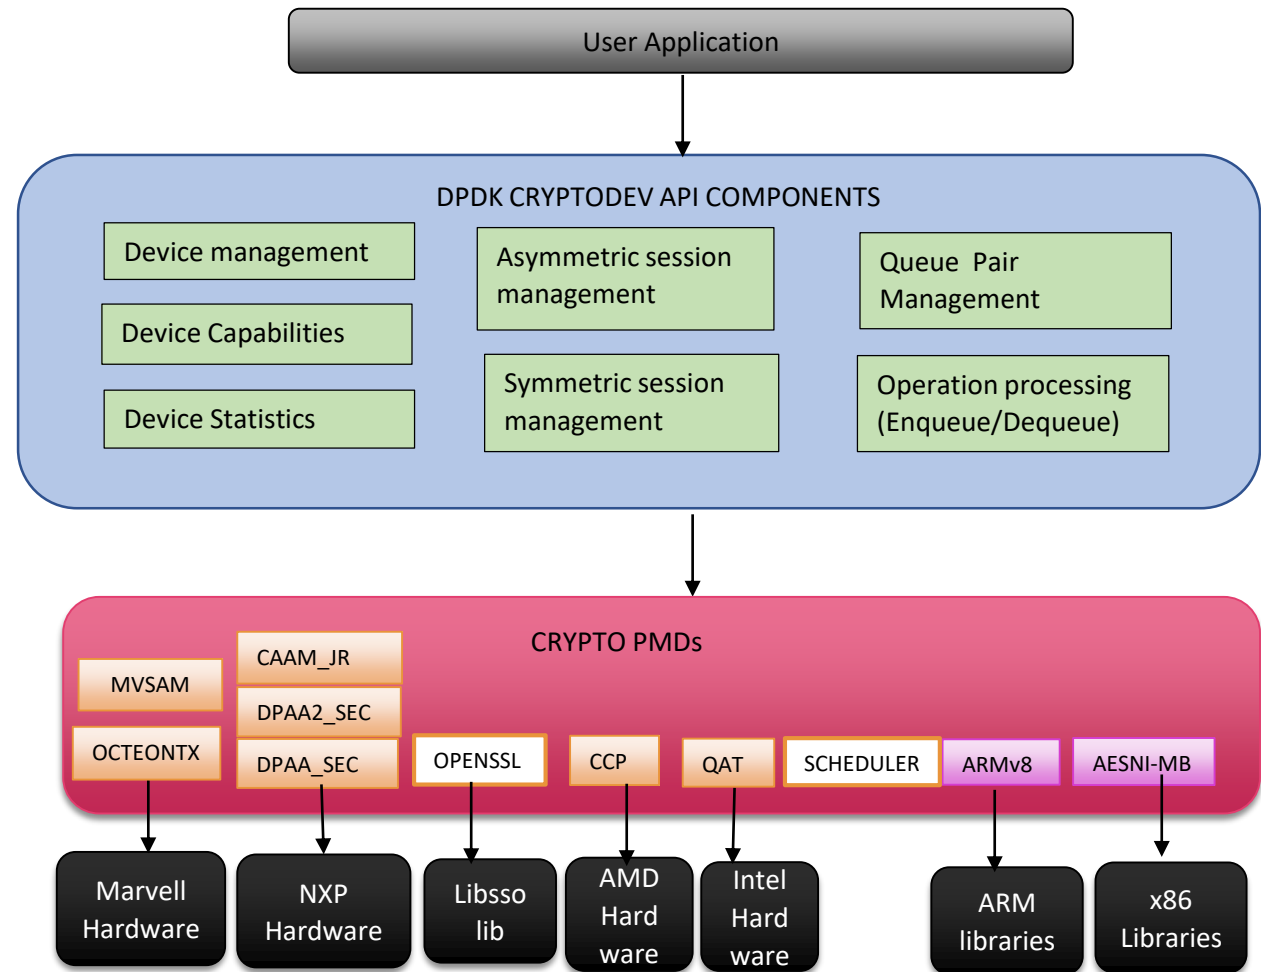 User Application
DPDK CRYPTODEV API COMPONENTS
Device management
Device Capabilities
Device Statistics
Asymmetric session
management
Symmetric session
management
Queue Pair
Management
Operation processing
(Enqueue/Dequeue)
CRYPTO PMDs
MVSAM
OCTEONTX
CAAM_JR
DPAA2_SEC
DPAA_SEC
OPENSSL
CCP
QAT
SCHEDULER
ARMv8
AESNI-MB
Marvell
Hardware
NXP
Hardware
Libsso
lib
AMD
Hard
ware
Intel
Hard
ware
ARM
libraries
x86
Libraries